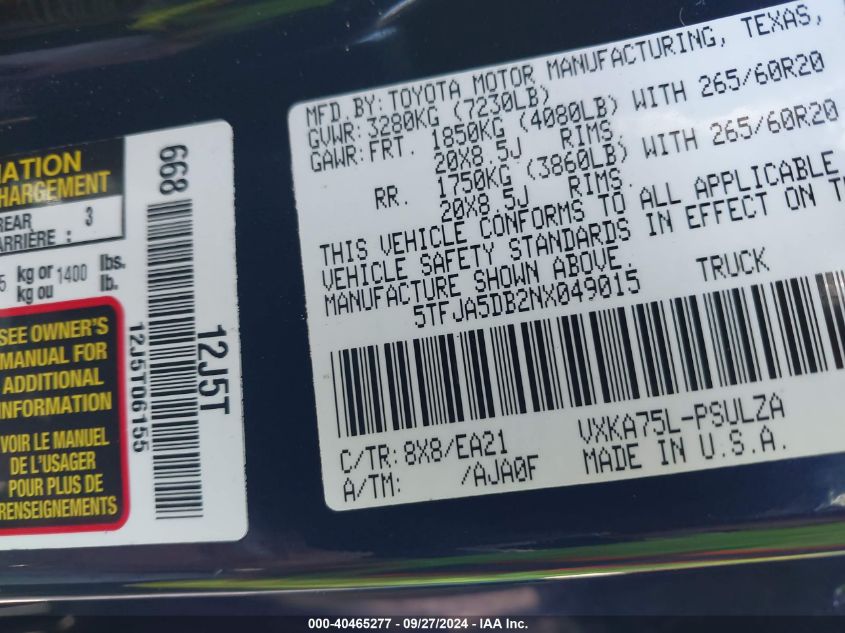 MATION
CHARGEMENT
REAR
ARRIÈRE : 3
5 kg or 1400 lbs.
kg ou lb.
SEE OWNER'S
MANUAL FOR
ADDITIONAL
INFORMATION
VOIR LE MANUEL
DE L'USAGER
POUR PLUS DE
RENSEIGNEMENTS
668
12J5T06155
12J5T
MFD.BY: TOYOTA MOTOR MANUFACTURING, TEXAS,
GVWR: 3280KG (7230LB)
GAWR: FRT. 1850KG (4080LB) WITH 265/60R20
20X8.5J RIMS.
RR. 1750KG (3860LB) WITH 265/60R20
20X8.5J RIMS.
THIS VEHICLE CONFORMS TO ALL APPLICABLE
VEHICLE SAFETY STANDARDS IN EFFECT ON T
MANUFACTURE SHOWN ABOVE.
5TFJA5DB2NX049015 TRUCK
C/TR: 8X8/EA21 VXKA75L-PSULZA
A/TM: /AJA0F MADE IN U.S.A.
000-40465277 - 09/27/2024 - IAA Inc.